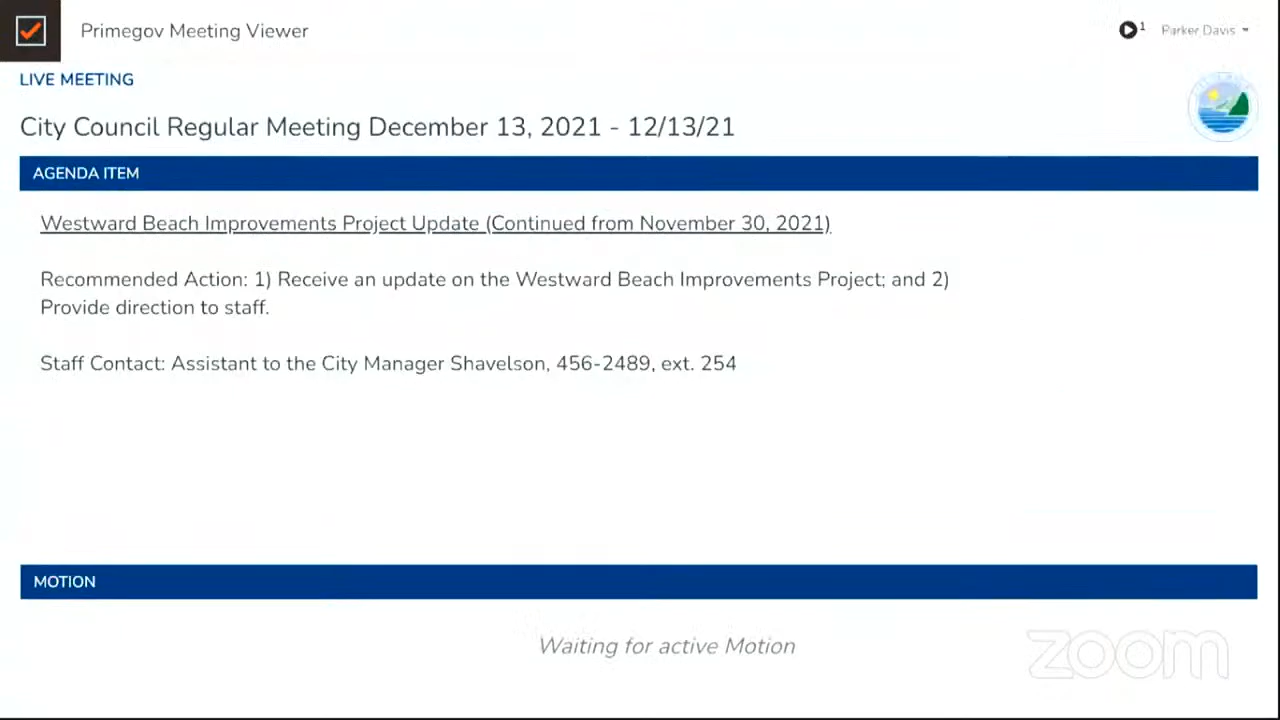 Primegov Meeting Viewer
1 Parker Davis
LIVE MEETING
City Council Regular Meeting December 13, 2021 - 12/13/21
AGENDA ITEM
Westward Beach Improvements Project Update (Continued from November 30, 2021)
Recommended Action: 1) Receive an update on the Westward Beach Improvements Project; and 2)
Provide direction to staff.
Staff Contact: Assistant to the City Manager Shavelson, 456-2489, ext. 254
MOTION
Waiting for active Motion
zoom